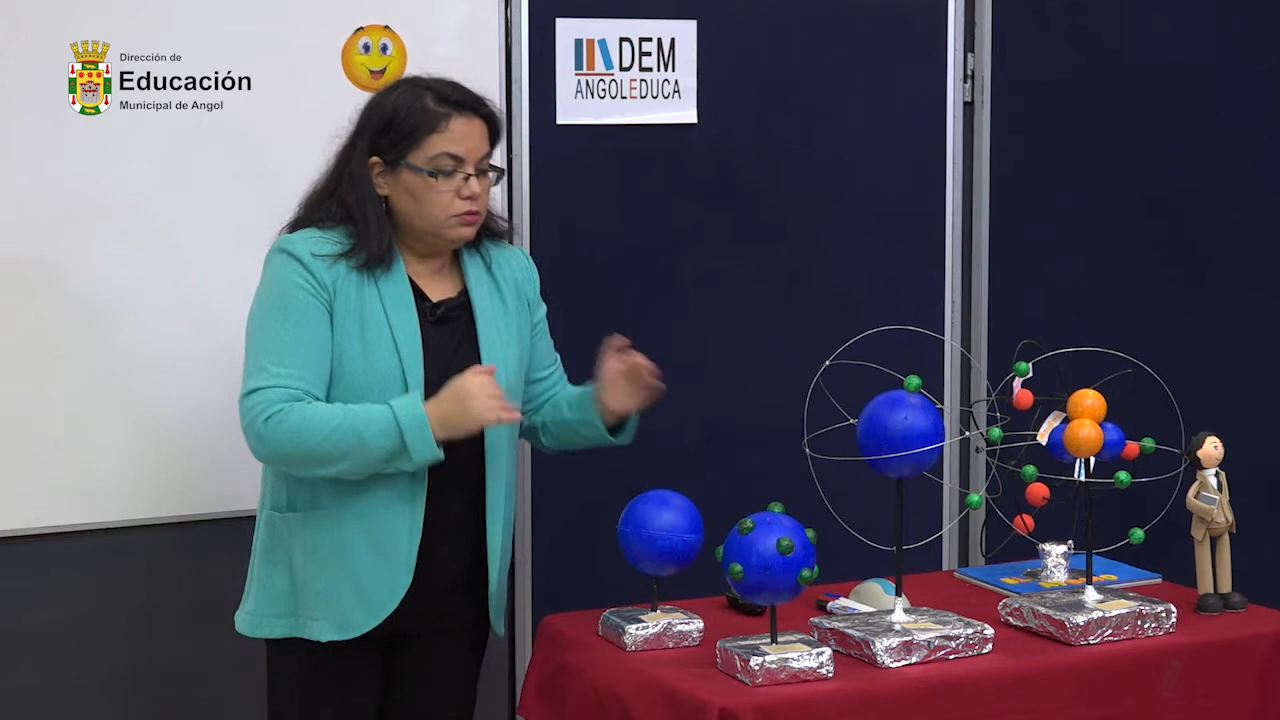 Dirección de
Educación
Municipal de Angol
DEM
ANGOLEDUCA